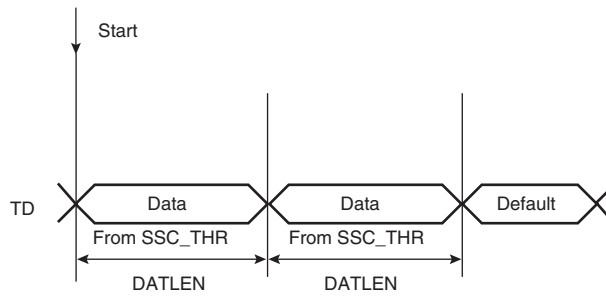 Start
TD
Data
Data
Default
From SSC_THR
From SSC_THR
DATLEN
DATLEN